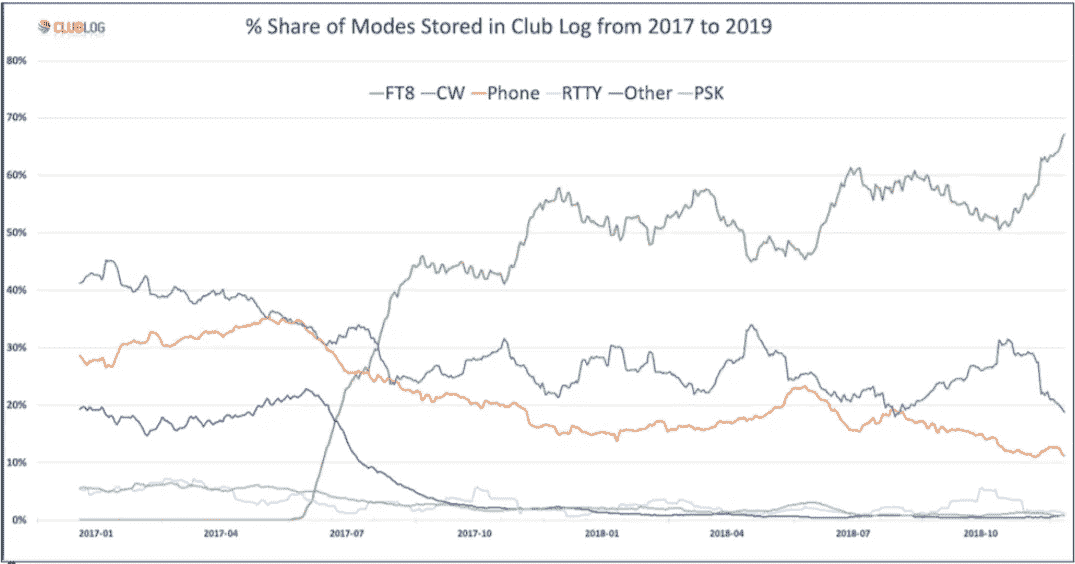 CLUBLOG
% Share of Modes Stored in Club Log from 2017 to 2019
FT8 CW Phone RTTY Other PSK
80%
70%
60%
50%
40%
30%
20%
10%
0%
2017-01 2017-04 2017-07 2017-10 2018-01 2018-04 2018-07 2018-10